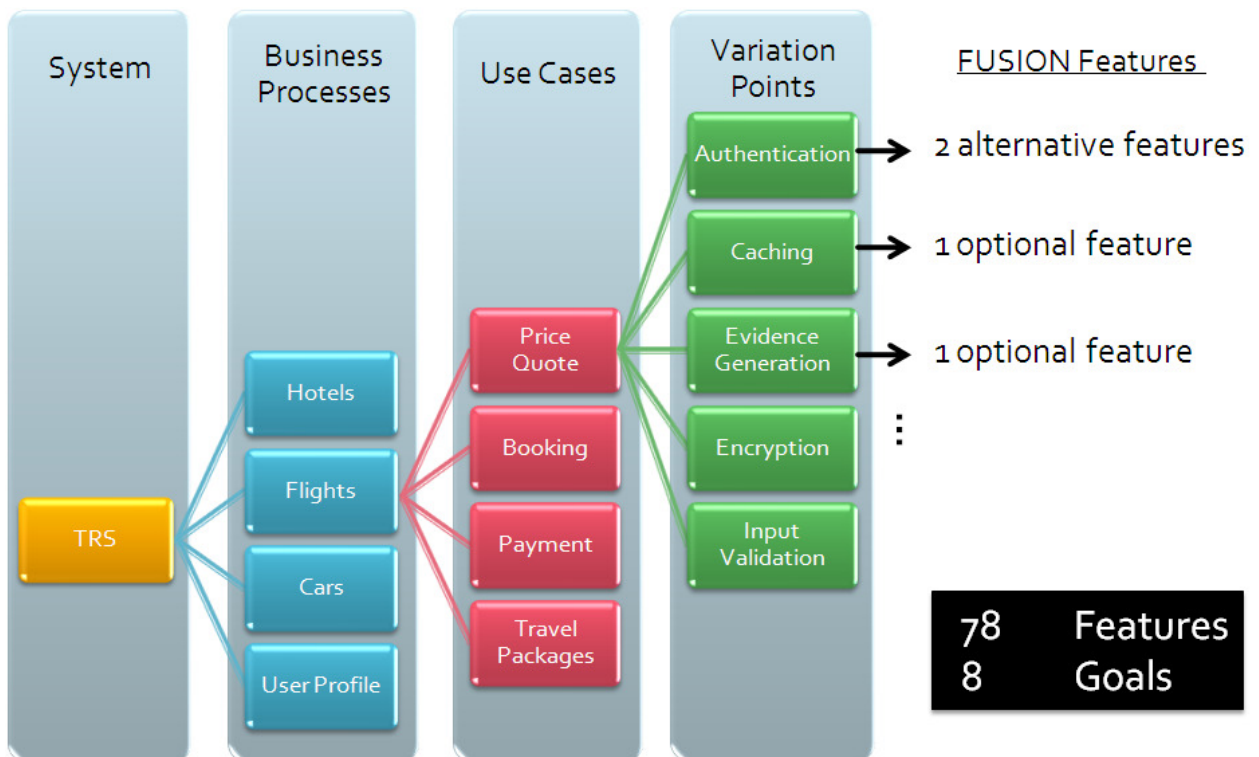 System
Business
Processes
Use Cases
Variation
Points
FUSION Features
Authentication
2 alternative features
Caching
1 optional feature
Price
Quote
Evidence
Generation
1 optional feature
Hotels
Booking
Encryption
⋮
Flights
TRS
Payment
Input
Validation
Cars
Travel
Packages
User Profile
78 Features
8 Goals